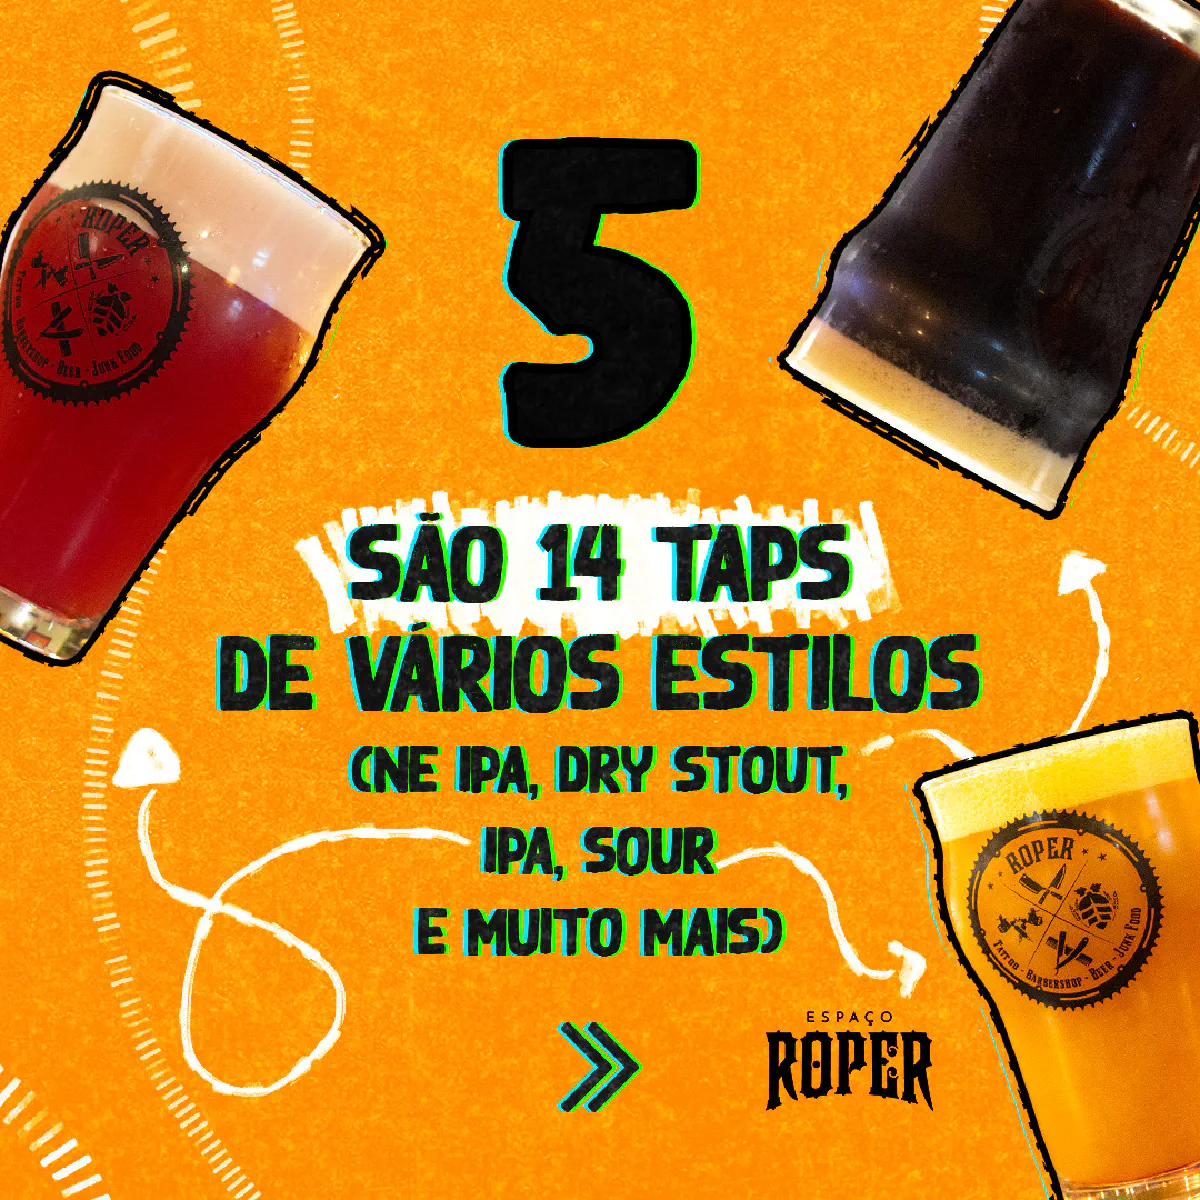 5
SÃO 14 TAPS
DE VÁRIOS ESTILOS
(NE IPA, DRY STOUT,
IPA, SOUR
E MUITO MAIS)
ESPAÇO
ROPER
ROPER
TATTOO · BARBERSHOP · BEER · JUNK FOOD
ROPER
TATTOO · BARBERSHOP · BEER · JUNK FOOD